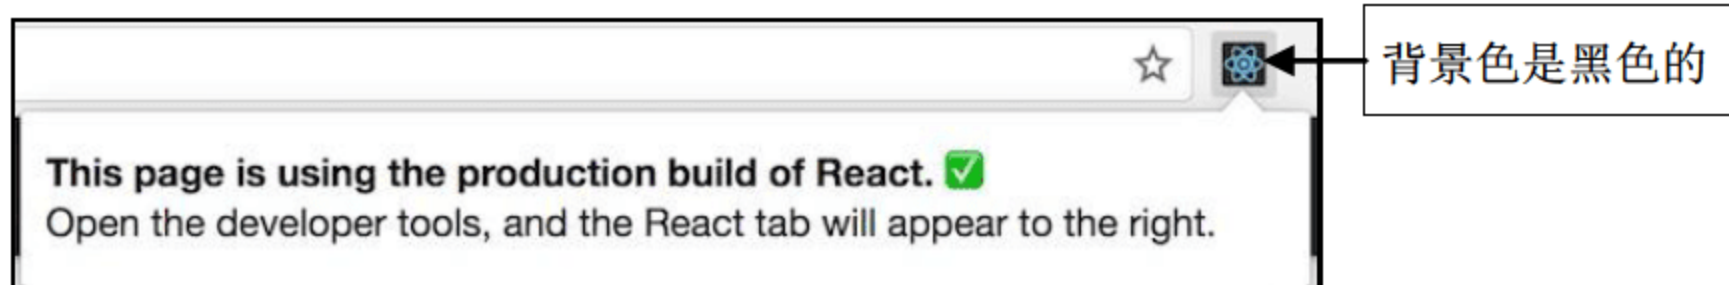 背景色是黑色的
This page is using the production build of React. ✅
Open the developer tools, and the React tab will appear to the right.